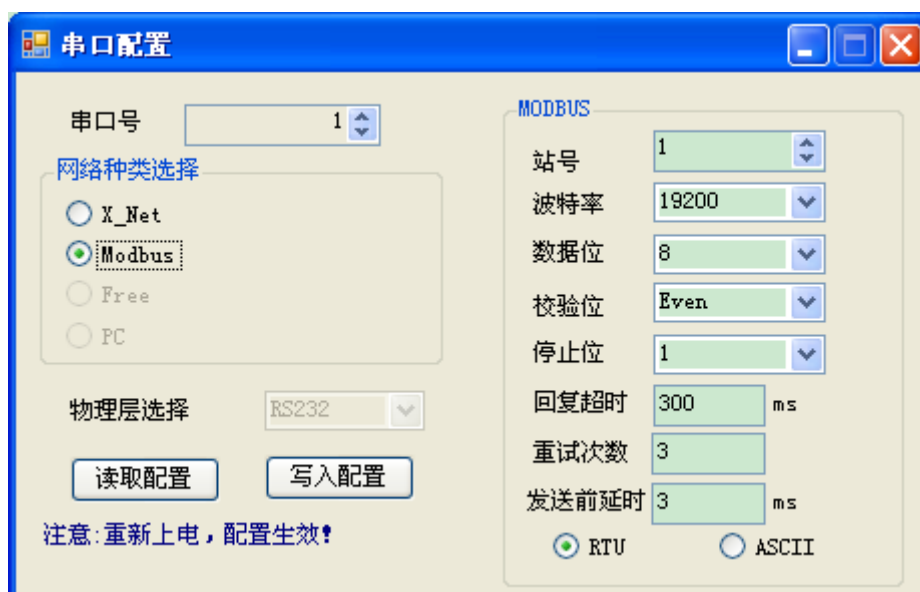 串口配置
串口号 1
网络种类选择
X_Net
Modbus
Free
PC
物理层选择 RS232
读取配置 写入配置
注意:重新上电,配置生效!
MODBUS
站号 1
波特率 19200
数据位 8
校验位 Even
停止位 1
回复超时 300 ms
重试次数 3
发送前延时 3 ms
RTU ASCII